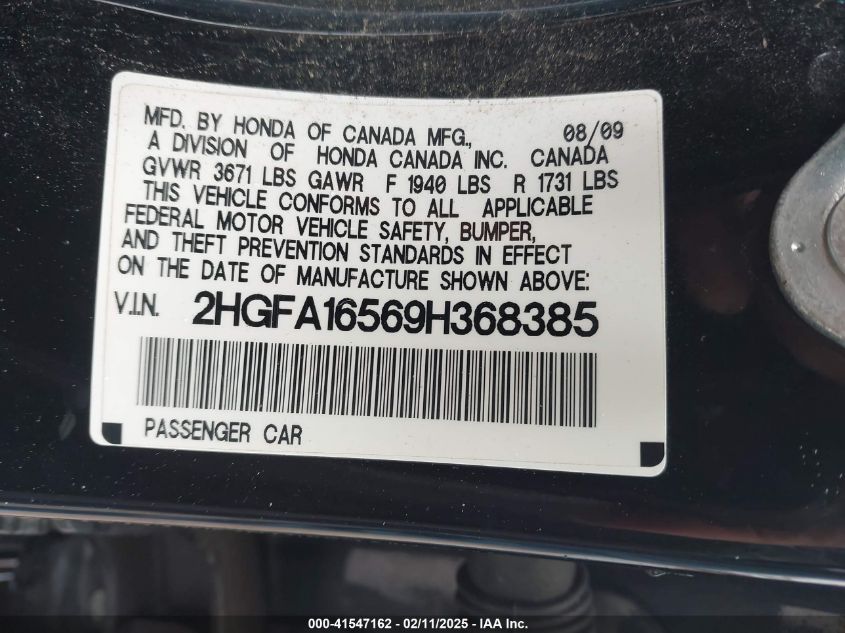 MFD. BY HONDA OF CANADA MFG., 08/09
A DIVISION OF HONDA CANADA INC. CANADA
GVWR 3671 LBS GAWR F 1940 LBS R 1731 LBS
THIS VEHICLE CONFORMS TO ALL APPLICABLE
FEDERAL MOTOR VEHICLE SAFETY, BUMPER,
AND THEFT PREVENTION STANDARDS IN EFFECT
ON THE DATE OF MANUFACTURE SHOWN ABOVE:
V.I.N. 2HGFA16569H368385
PASSENGER CAR
000-41547162 - 02/11/2025 - IAA Inc.